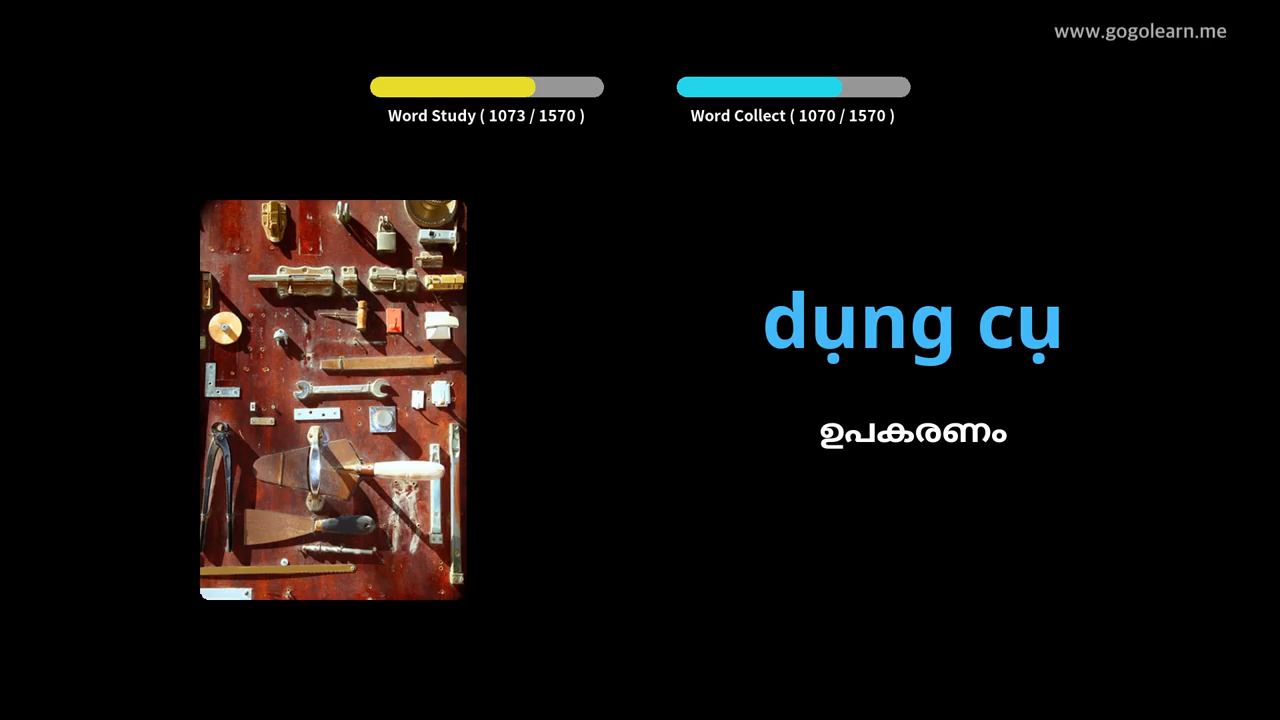 www.gogolearn.me
Word Study ( 1073 / 1570 )
Word Collect ( 1070 / 1570 )
dụng cụ
ഉപകരണം